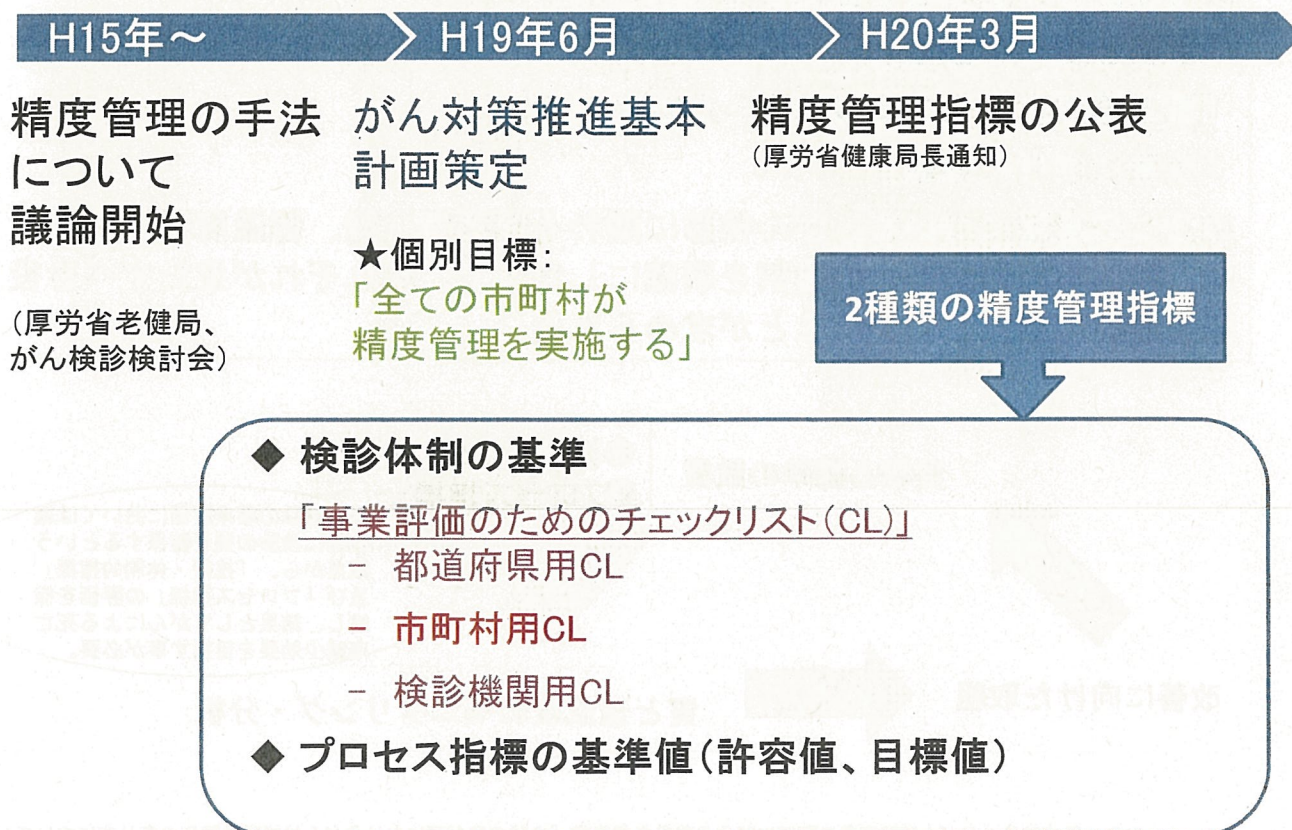 H15年～
H19年6月
H20年3月
精度管理の手法
について
議論開始
（厚労省老健局、
がん検診検討会）
がん対策推進基本
計画策定
★個別目標：
「全ての市町村が
精度管理を実施する」
精度管理指標の公表
（厚労省健康局長通知）
2種類の精度管理指標
◆ 検診体制の基準
「事業評価のためのチェックリスト（CL）」
－ 都道府県用CL
－ 市町村用CL
－ 検診機関用CL
◆ プロセス指標の基準値（許容値、目標値）